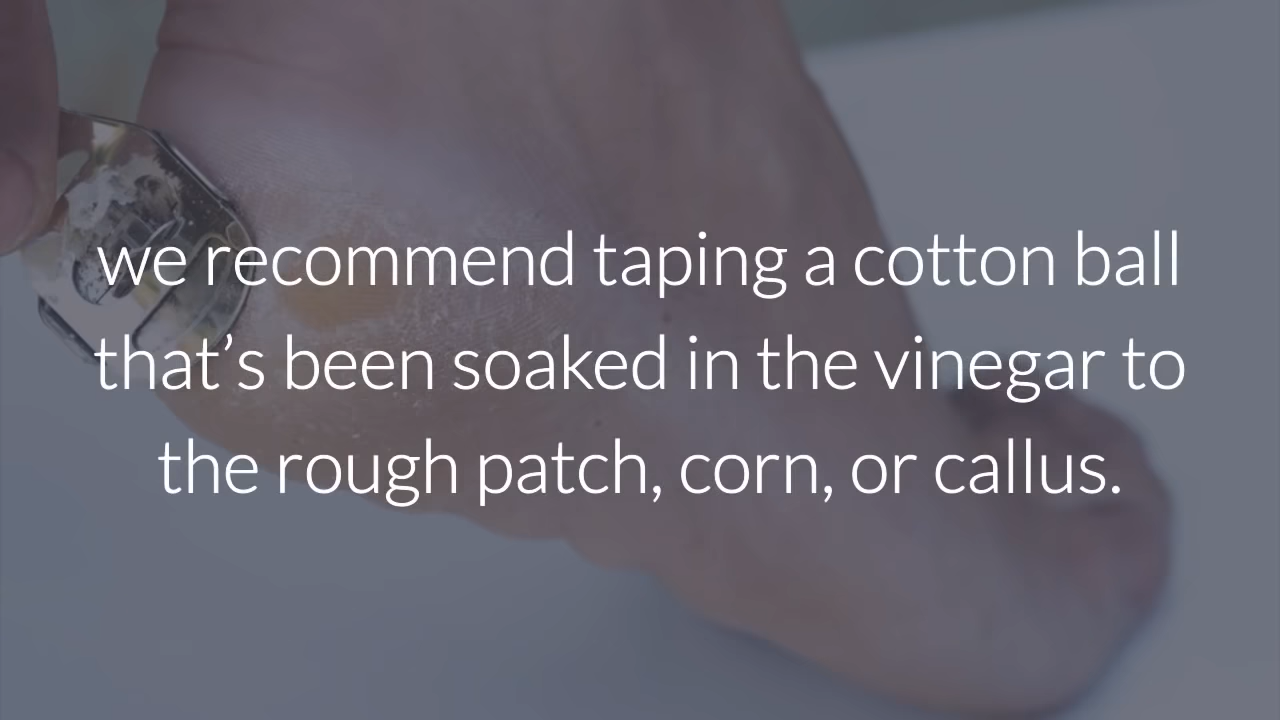 we recommend taping a cotton ball
that’s been soaked in the vinegar to
the rough patch, corn, or callus.